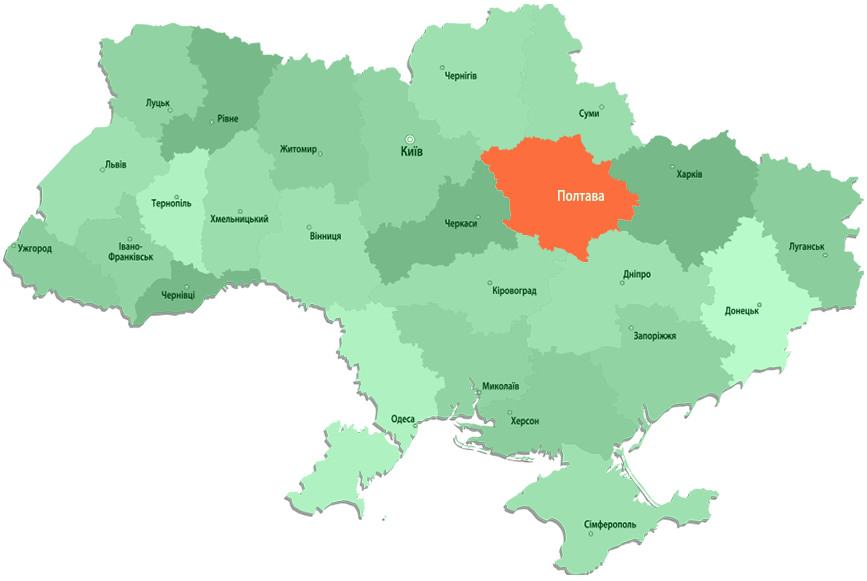 Чернігів
Луцьк
Суми
Рівне
Житомир
Київ
Львів
Харків
Полтава
Тернопіль
Хмельницький
Черкаси
Вінниця
Ужгород
Івано-
Франківськ
Луганськ
Дніпро
Чернівці
Кіровоград
Донецьк
Запоріжжя
Миколаїв
Одеса
Херсон
Сімферополь